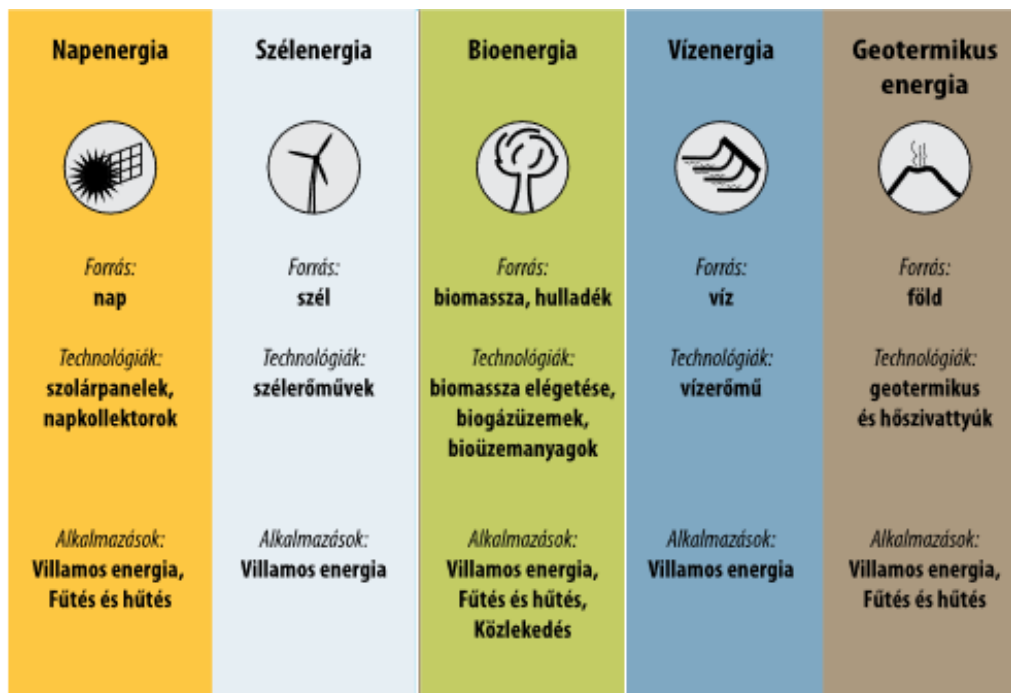 Napenergia
Forrás:
nap
Technológiák:
szolárpanelek,
napkollektorok
Alkalmazások:
Villamos energia,
Fűtés és hűtés
Szélenergia
Forrás:
szél
Technológiák:
szélerőművek
Alkalmazások:
Villamos energia
Bioenergia
Forrás:
biomassza, hulladék
Technológiák:
biomassza elégetése,
biogázüzemek,
bioüzemanyagok
Alkalmazások:
Villamos energia,
Fűtés és hűtés,
Közlekedés
Vízenergia
Forrás:
víz
Technológiák:
vízerőmű
Alkalmazások:
Villamos energia
Geotermikus
energia
Forrás:
föld
Technológiák:
geotermikus
és hőszivattyúk
Alkalmazások:
Villamos energia,
Fűtés és hűtés